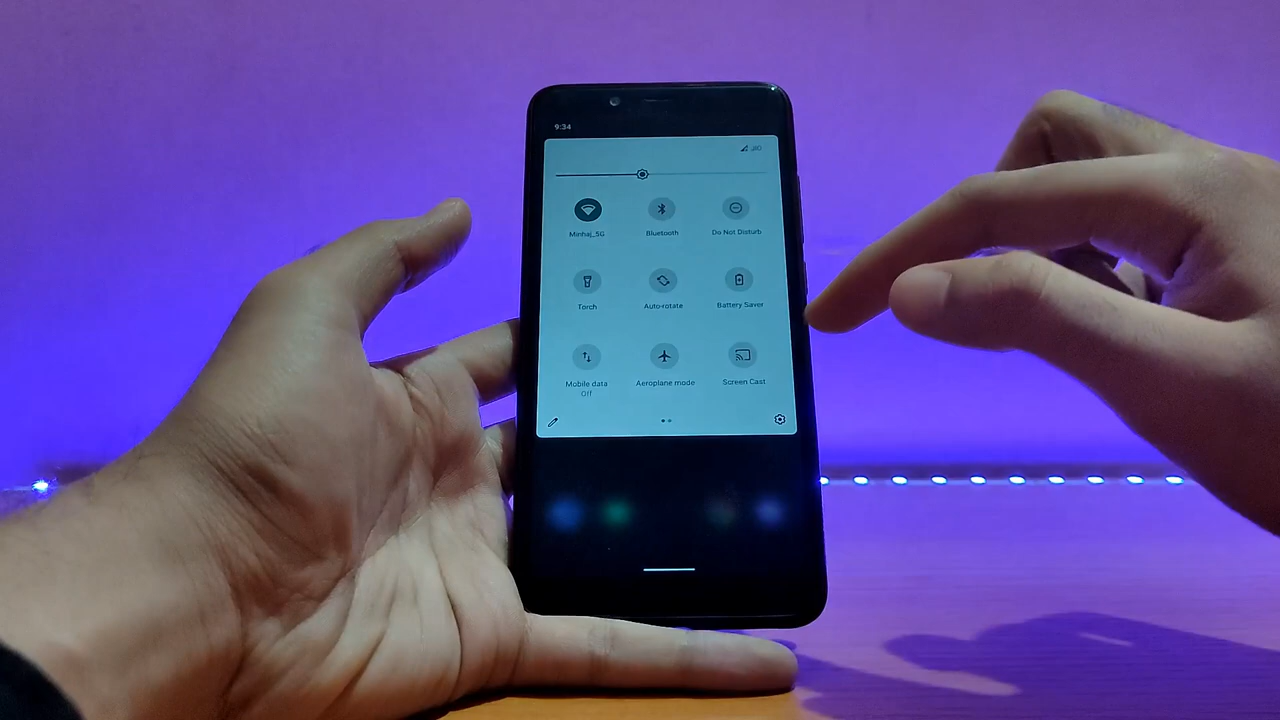 9:34
JIO
Minhaj_5G Bluetooth Do Not Disturb
Torch Auto-rotate Battery Saver
Mobile data Aeroplane mode Screen Cast
Off